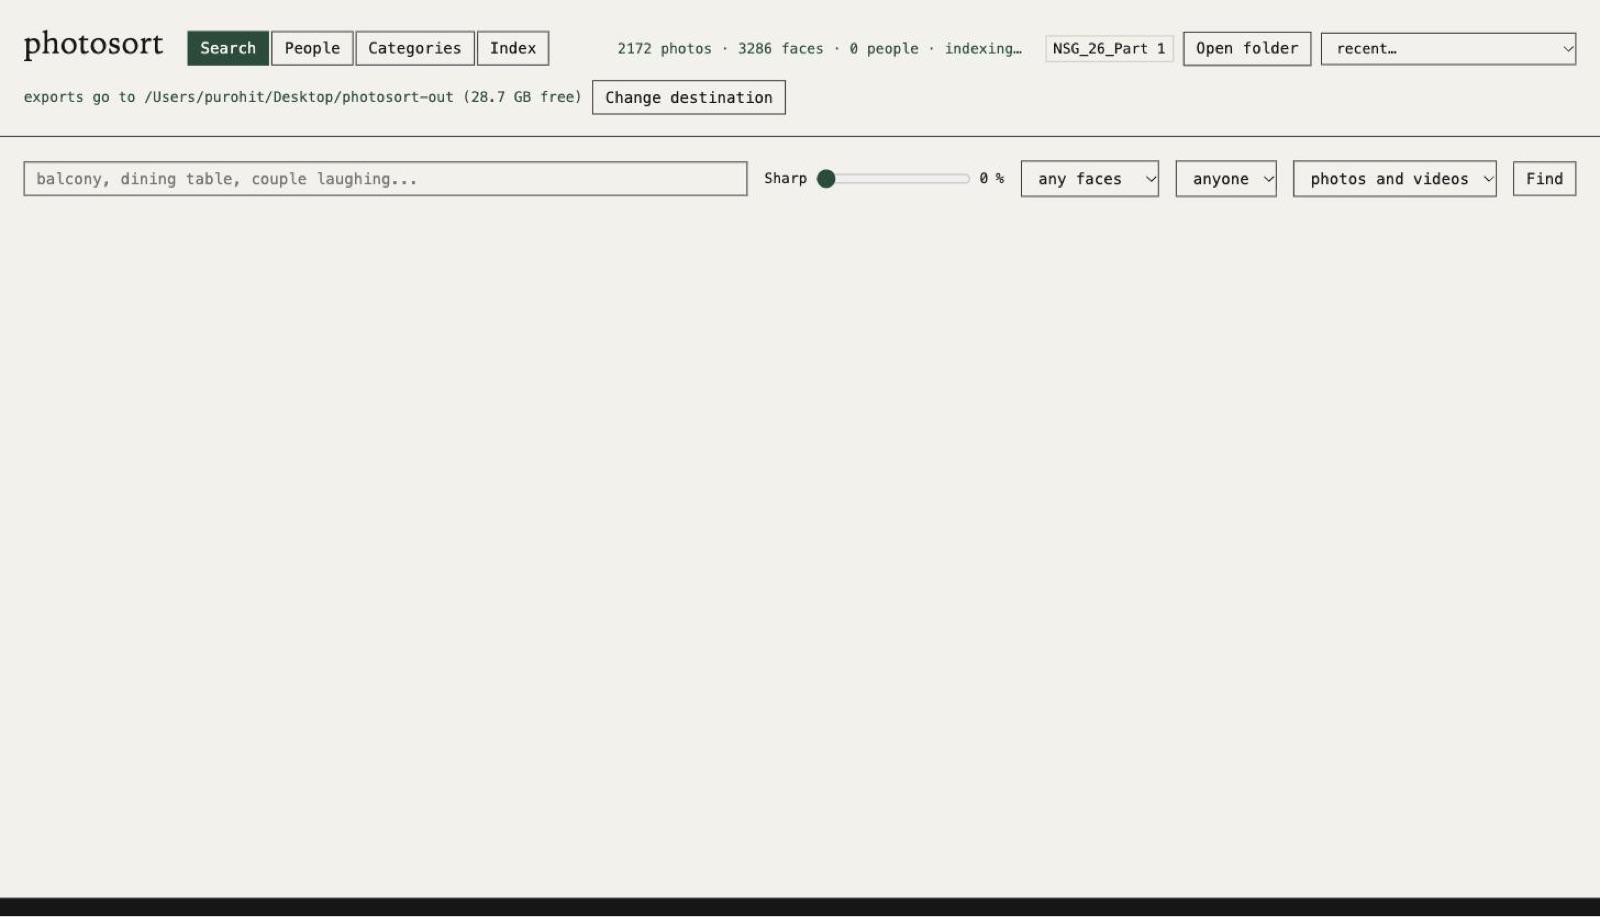 photosort Search People Categories Index 2172 photos · 3286 faces · 0 people · indexing… NSG_26_Part 1 Open folder recent…
exports go to /Users/purohit/Desktop/photosort-out (28.7 GB free) Change destination
balcony, dining table, couple laughing... Sharp 0 % any faces anyone photos and videos Find